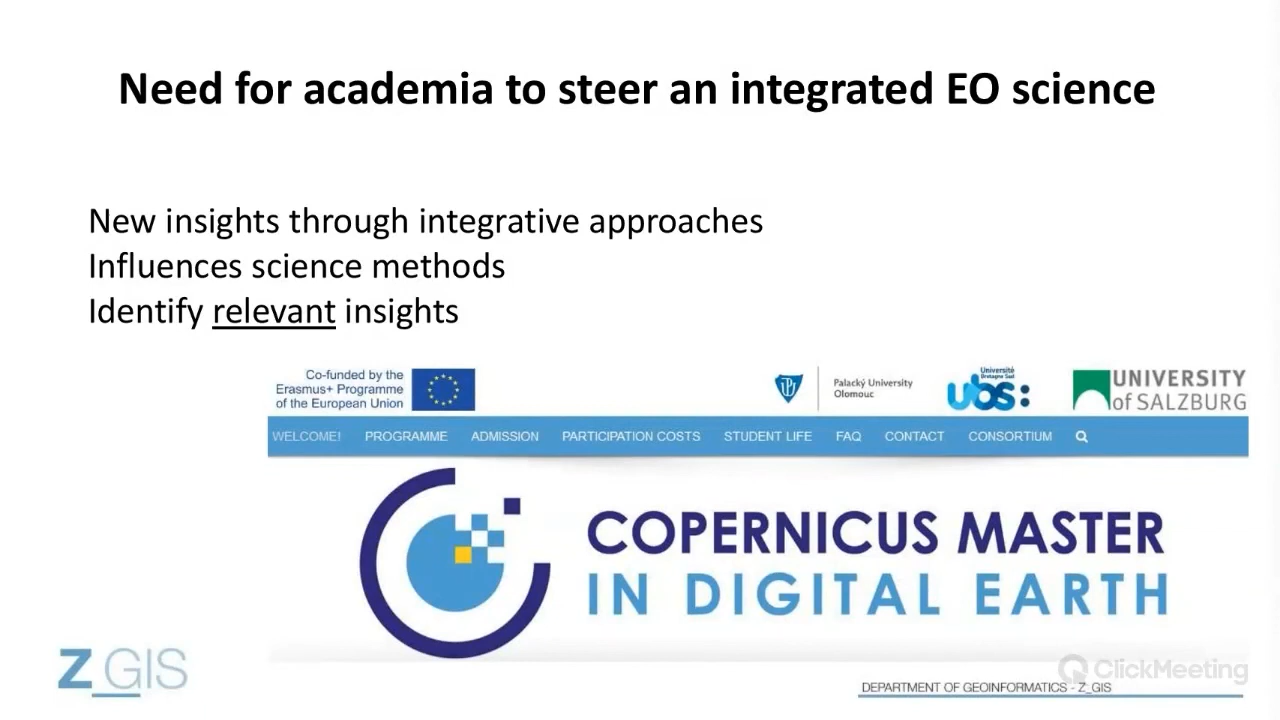 Need for academia to steer an integrated EO science
New insights through integrative approaches
Influences science methods
Identify relevant insights
Co-funded by the
Erasmus+ Programme
of the European Union
Palacký University
Olomouc
Université
Bretagne Sud
ubs:
UNIVERSITY
of SALZBURG
WELCOME! PROGRAMME ADMISSION PARTICIPATION COSTS STUDENT LIFE FAQ CONTACT CONSORTIUM
COPERNICUS MASTER
IN DIGITAL EARTH
Z_GIS
ClickMeeting
DEPARTMENT OF GEOINFORMATICS - Z_GIS